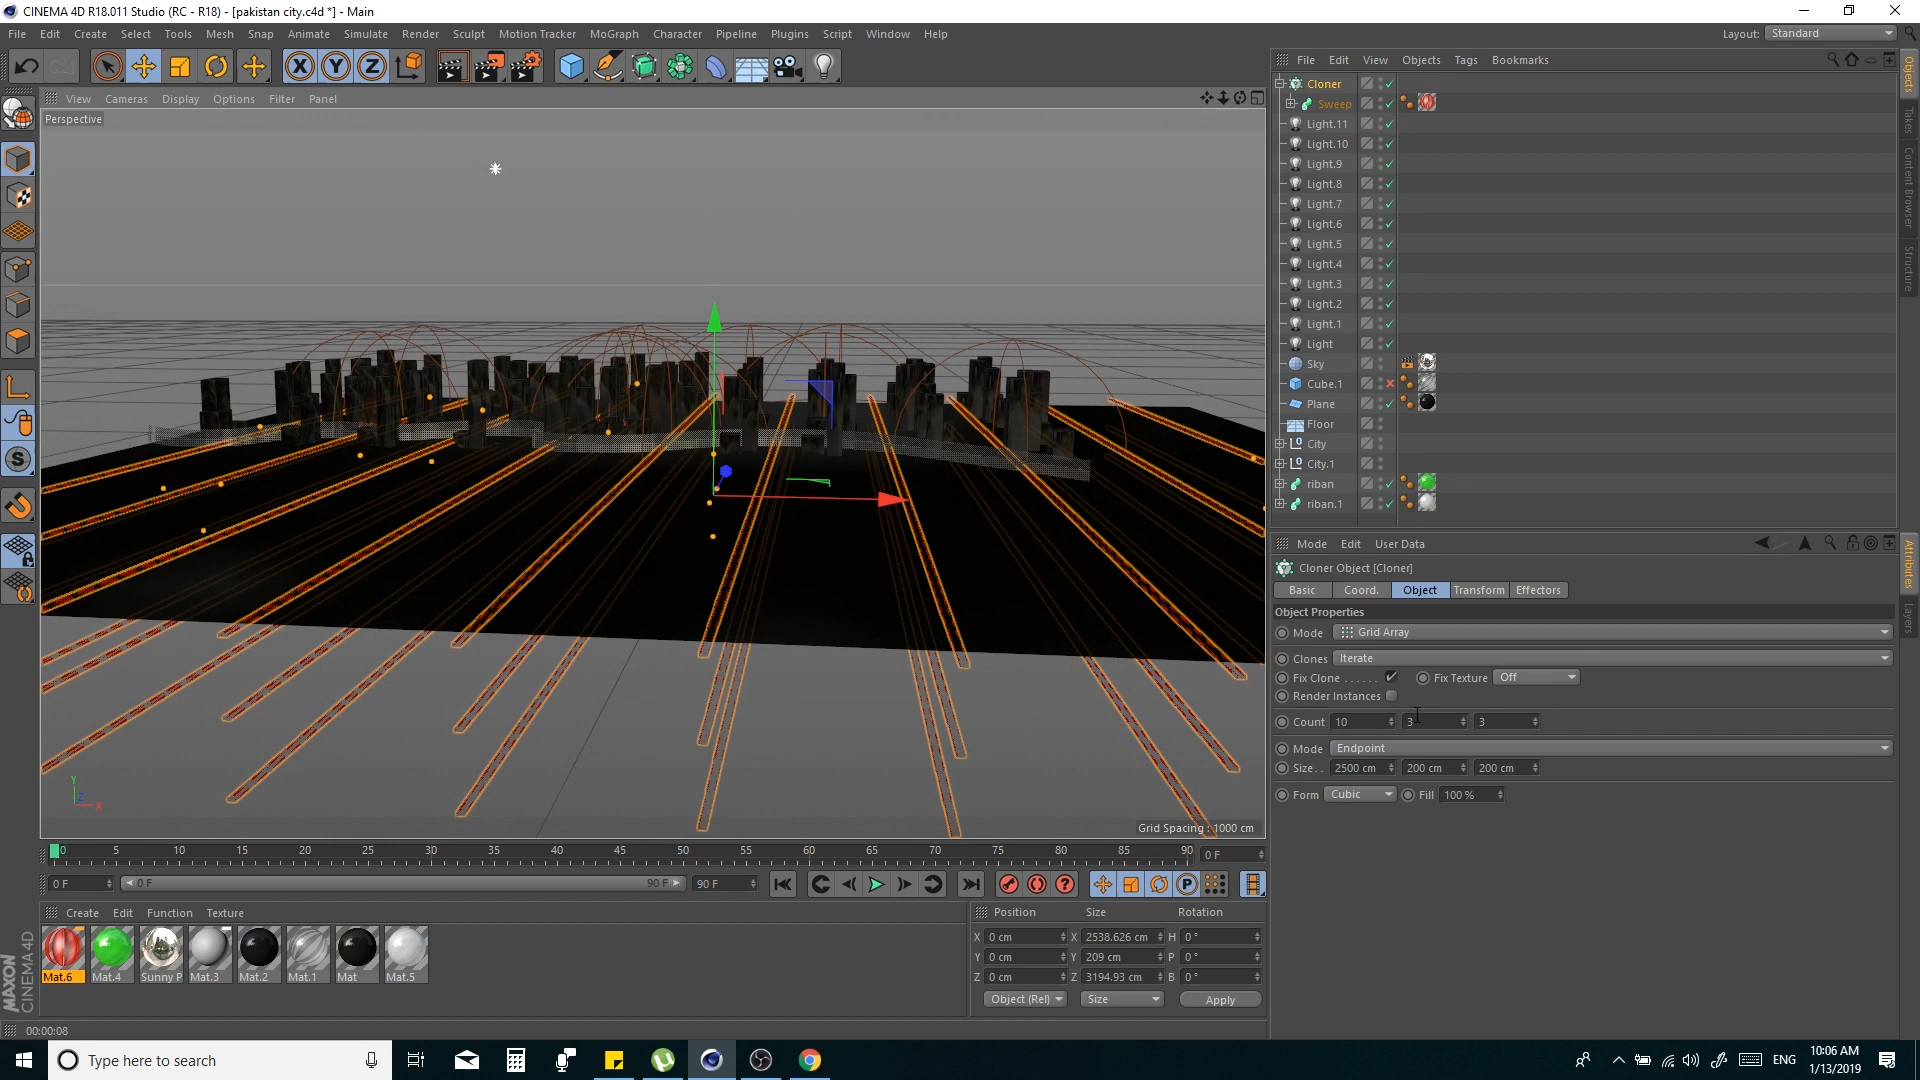 CINEMA 4D R18.011 Studio (RC - R18) - [pakistan city.c4d *] - Main
File Edit Create Select Tools Mesh Snap Animate Simulate Render Sculpt Motion Tracker MoGraph Character Pipeline Plugins Script Window Help
Layout: Standard
File Edit View Objects Tags Bookmarks
View Cameras Display Options Filter Panel
Perspective
Cloner
Sweep
Light.11
Light.10
Light.9
Light.8
Light.7
Light.6
Light.5
Light.4
Light.3
Light.2
Light.1
Light
Sky
Cube.1
Plane
Floor
City
City.1
riban
riban.1
Objects
Takes
Content Browser
Structure
Mode Edit User Data
Cloner Object [Cloner]
Basic Coord. Object Transform Effectors
Object Properties
Mode Grid Array
Clones Iterate
Fix Clone ...... Fix Texture Off
Render Instances
Count 10 3 3
Mode Endpoint
Size.. 2500 cm 200 cm 200 cm
Form Cubic Fill 100 %
Attributes
Layers
Y
Z
X
Grid Spacing : 1000 cm
0 5 10 15 20 25 30 35 40 45 50 55 60 65 70 75 80 85 90 0 F
0 F 0 F 90 F 90 F
Create Edit Function Texture
Mat.6 Mat.4 Sunny P Mat.3 Mat.2 Mat.1 Mat Mat.5
Position Size Rotation
X 0 cm X 2538.626 cm H 0 °
Y 0 cm Y 209 cm P 0 °
Z 0 cm Z 3194.93 cm B 0 °
Object (Rel) Size Apply
MAXON
CINEMA 4D
00:00:08
Type here to search
ENG
10:06 AM
1/13/2019